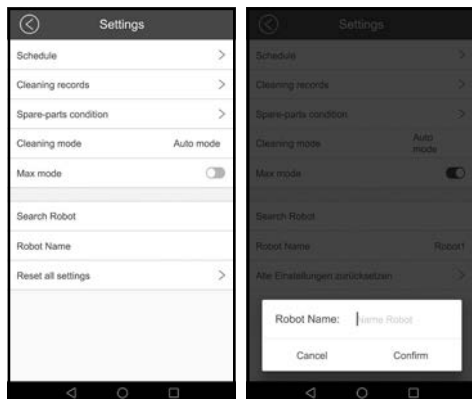 Settings
Schedule
Cleaning records
Spare-parts condition
Cleaning mode Auto mode
Max mode
Search Robot
Robot Name
Reset all settings
Settings
Schedule
Cleaning records
Spare-parts condition
Cleaning mode Auto mode
Max mode
Search Robot
Robot Name Robort
Alle Einstellungen zurücksetzen
Robot Name: Name Robot
Cancel Confirm